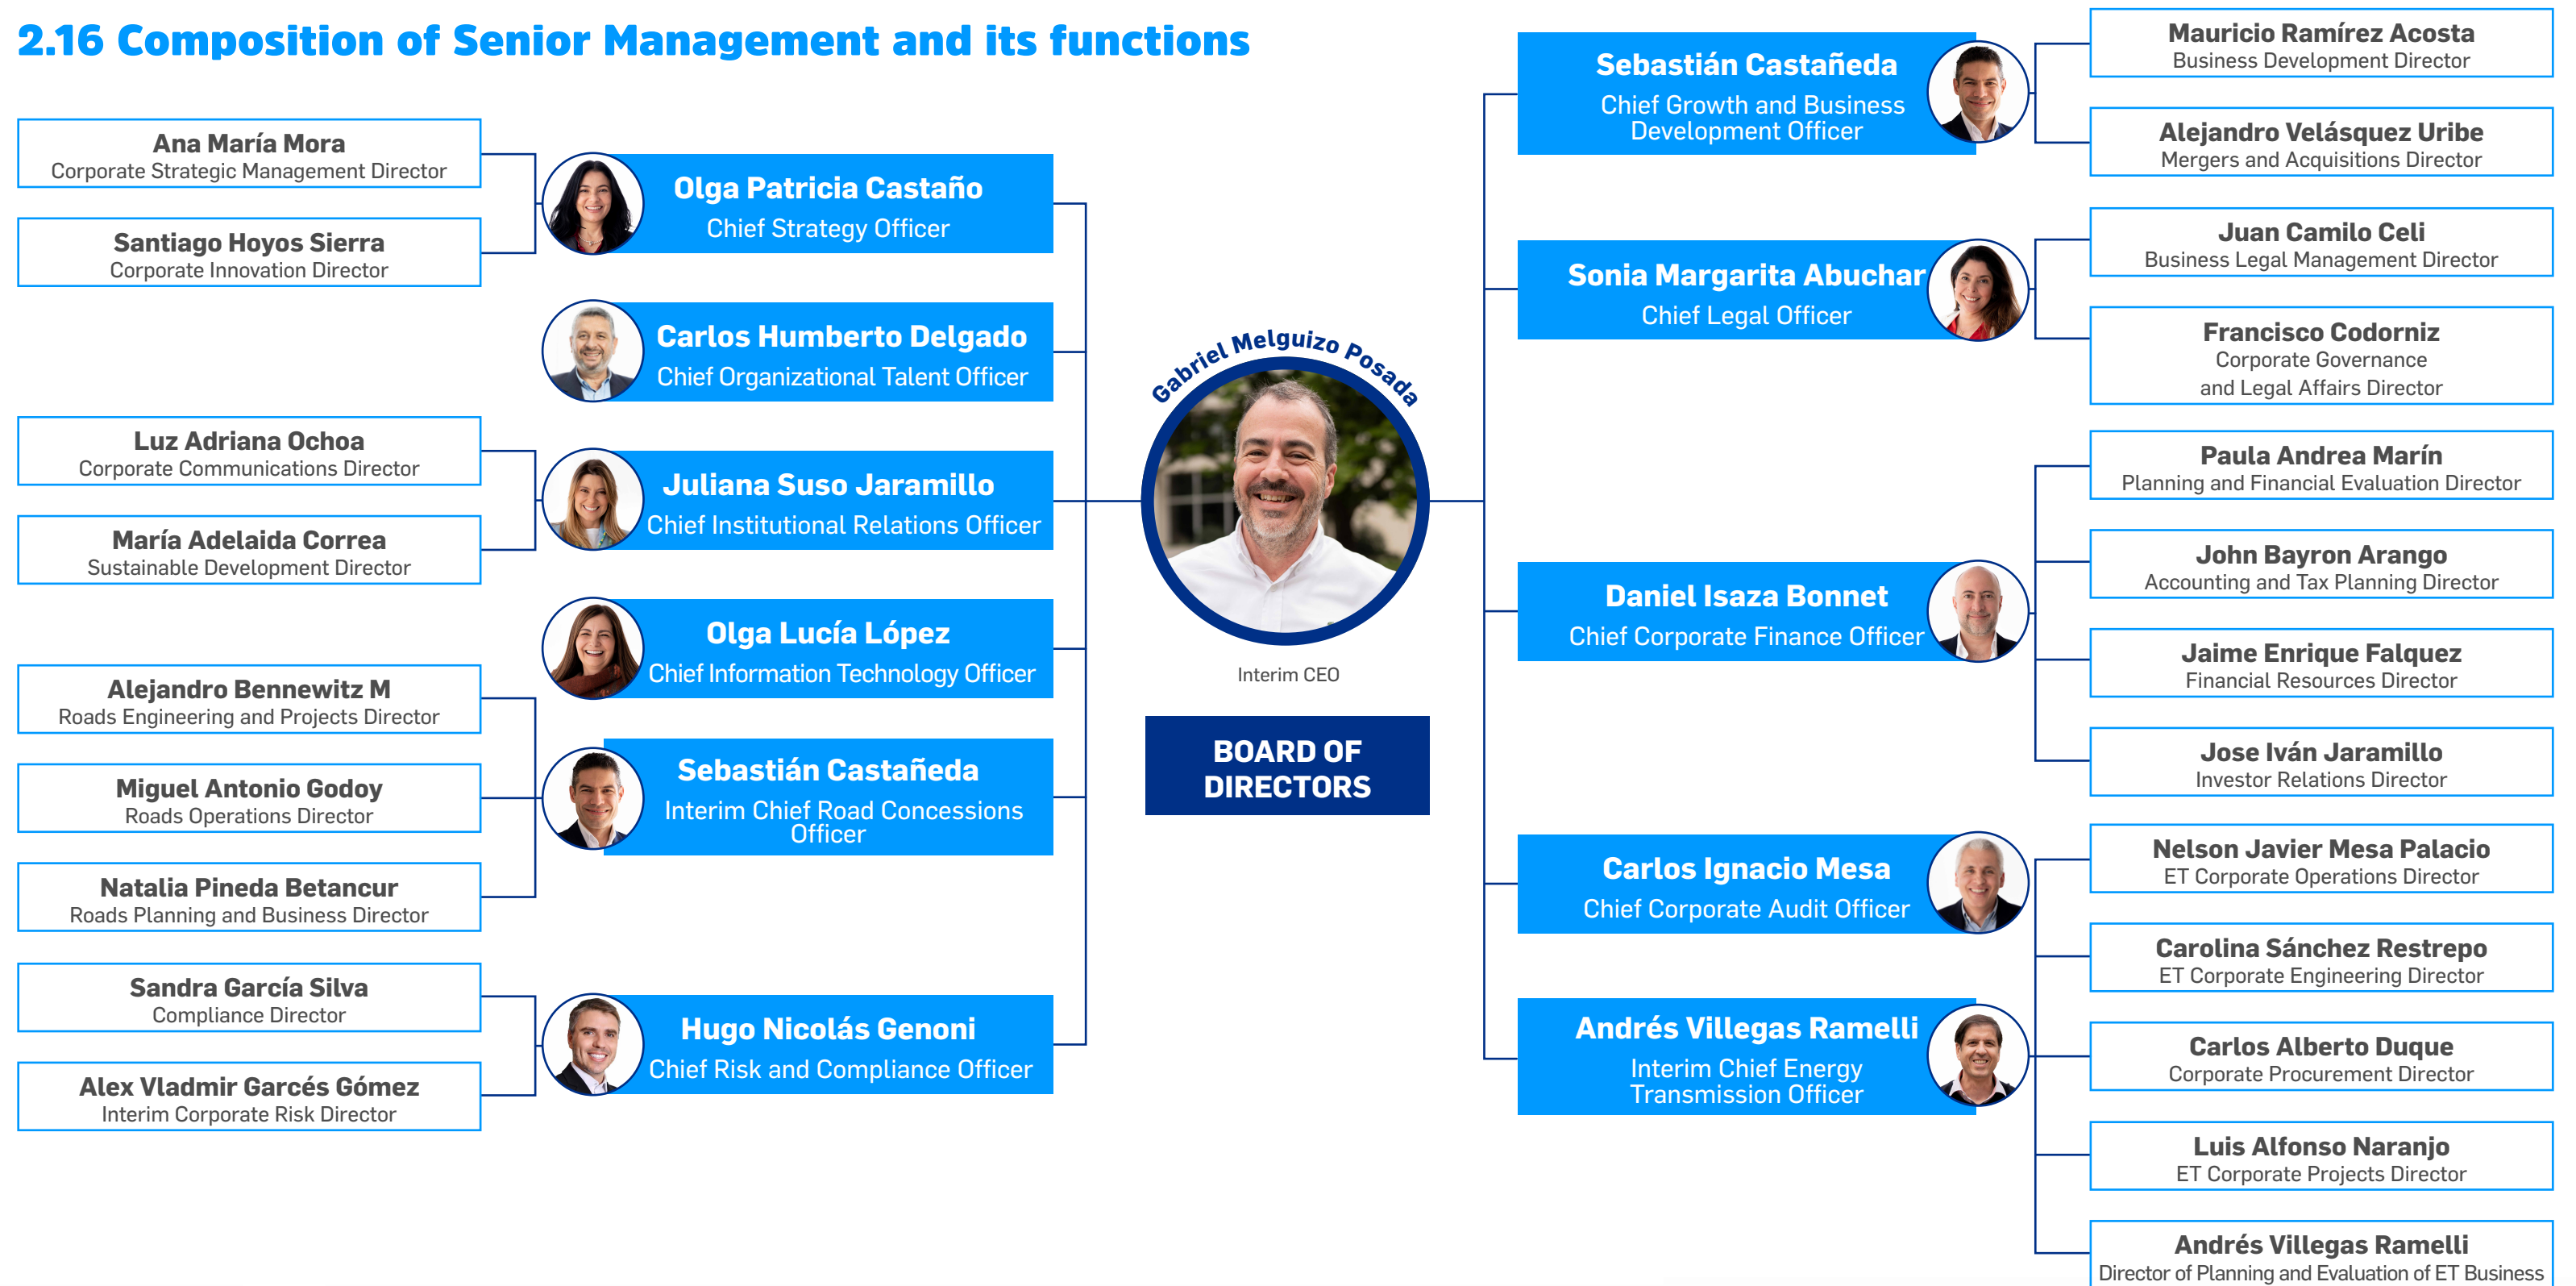 2.16 Composition of Senior Management and its functions
Ana María Mora
Corporate Strategic Management Director
Santiago Hoyos Sierra
Corporate Innovation Director
Olga Patricia Castaño
Chief Strategy Officer
Carlos Humberto Delgado
Chief Organizational Talent Officer
Luz Adriana Ochoa
Corporate Communications Director
María Adelaida Correa
Sustainable Development Director
Juliana Suso Jaramillo
Chief Institutional Relations Officer
Olga Lucía López
Chief Information Technology Officer
Alejandro Bennewitz M
Roads Engineering and Projects Director
Miguel Antonio Godoy
Roads Operations Director
Natalia Pineda Betancur
Roads Planning and Business Director
Sebastián Castañeda
Interim Chief Road Concessions
Officer
Sandra García Silva
Compliance Director
Alex Vladmir Garcés Gómez
Interim Corporate Risk Director
Hugo Nicolás Genoni
Chief Risk and Compliance Officer
Gabriel Melguizo Posada
Interim CEO
BOARD OF
DIRECTORS
Sebastián Castañeda
Chief Growth and Business
Development Officer
Mauricio Ramírez Acosta
Business Development Director
Alejandro Velásquez Uribe
Mergers and Acquisitions Director
Sonia Margarita Abuchar
Chief Legal Officer
Juan Camilo Celi
Business Legal Management Director
Francisco Codorniz
Corporate Governance
and Legal Affairs Director
Daniel Isaza Bonnet
Chief Corporate Finance Officer
Paula Andrea Marín
Planning and Financial Evaluation Director
John Bayron Arango
Accounting and Tax Planning Director
Jaime Enrique Falquez
Financial Resources Director
Jose Iván Jaramillo
Investor Relations Director
Carlos Ignacio Mesa
Chief Corporate Audit Officer
Andrés Villegas Ramelli
Interim Chief Energy
Transmission Officer
Nelson Javier Mesa Palacio
ET Corporate Operations Director
Carolina Sánchez Restrepo
ET Corporate Engineering Director
Carlos Alberto Duque
Corporate Procurement Director
Luis Alfonso Naranjo
ET Corporate Projects Director
Andrés Villegas Ramelli
Director of Planning and Evaluation of ET Business